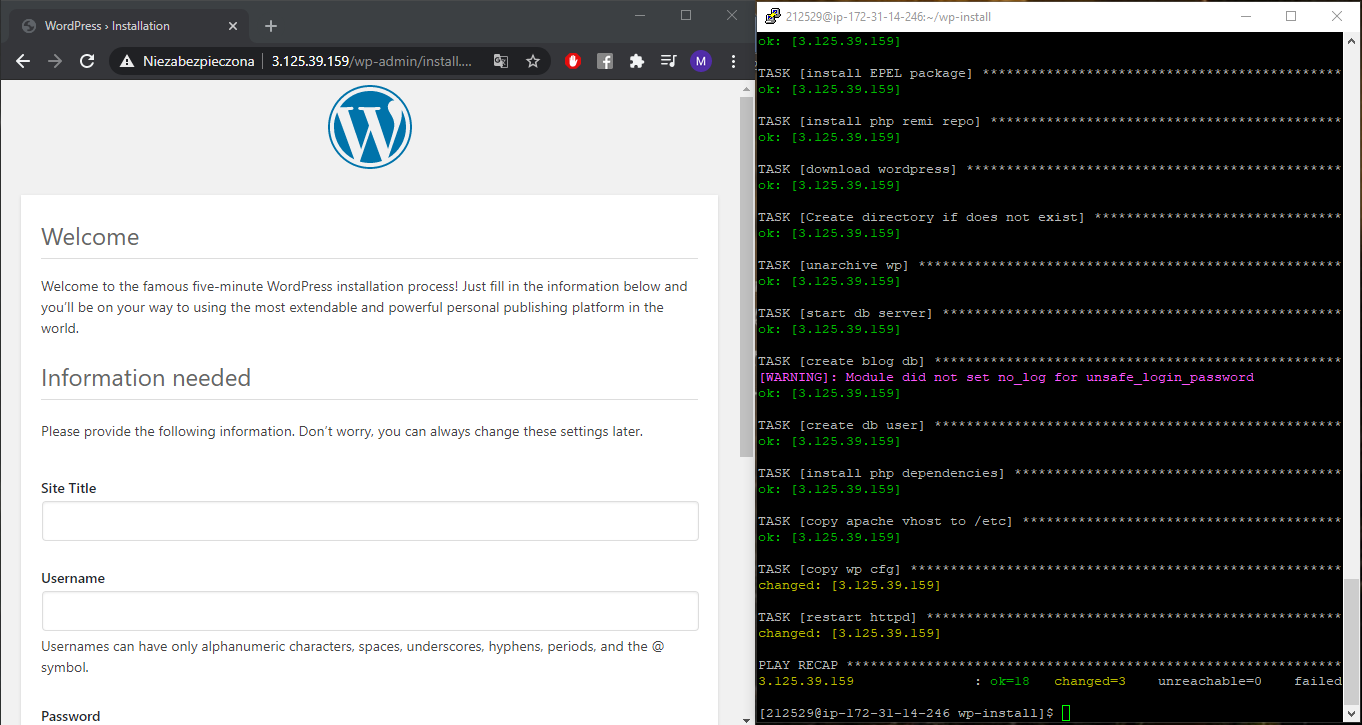 WordPress › Installation
Niezabezpieczona
3.125.39.159/wp-admin/install....
M
W
Welcome
Welcome to the famous five-minute WordPress installation process! Just fill in the information below and
you'll be on your way to using the most extendable and powerful personal publishing platform in the
world.
Information needed
Please provide the following information. Don't worry, you can always change these settings later.
Site Title
Username
Usernames can have only alphanumeric characters, spaces, underscores, hyphens, periods, and the @
symbol.
Password
212529@ip-172-31-14-246:~/wp-install
ok: [3.125.39.159]
TASK [install EPEL package] *********************************************
ok: [3.125.39.159]
TASK [install php remi repo] ********************************************
ok: [3.125.39.159]
TASK [download wordpress] ***********************************************
ok: [3.125.39.159]
TASK [Create directory if does not exist] *******************************
ok: [3.125.39.159]
TASK [unarchive wp] *****************************************************
ok: [3.125.39.159]
TASK [start db server] **************************************************
ok: [3.125.39.159]
TASK [create blog db] ***************************************************
[WARNING]: Module did not set no_log for unsafe_login_password
ok: [3.125.39.159]
TASK [create db user] ***************************************************
ok: [3.125.39.159]
TASK [install php dependencies] *****************************************
ok: [3.125.39.159]
TASK [copy apache vhost to /etc] ****************************************
ok: [3.125.39.159]
TASK [copy wp cfg] ******************************************************
changed: [3.125.39.159]
TASK [restart httpd] ****************************************************
changed: [3.125.39.159]
PLAY RECAP **************************************************************
3.125.39.159 : ok=18 changed=3 unreachable=0 failed
[212529@ip-172-31-14-246 wp-install]$